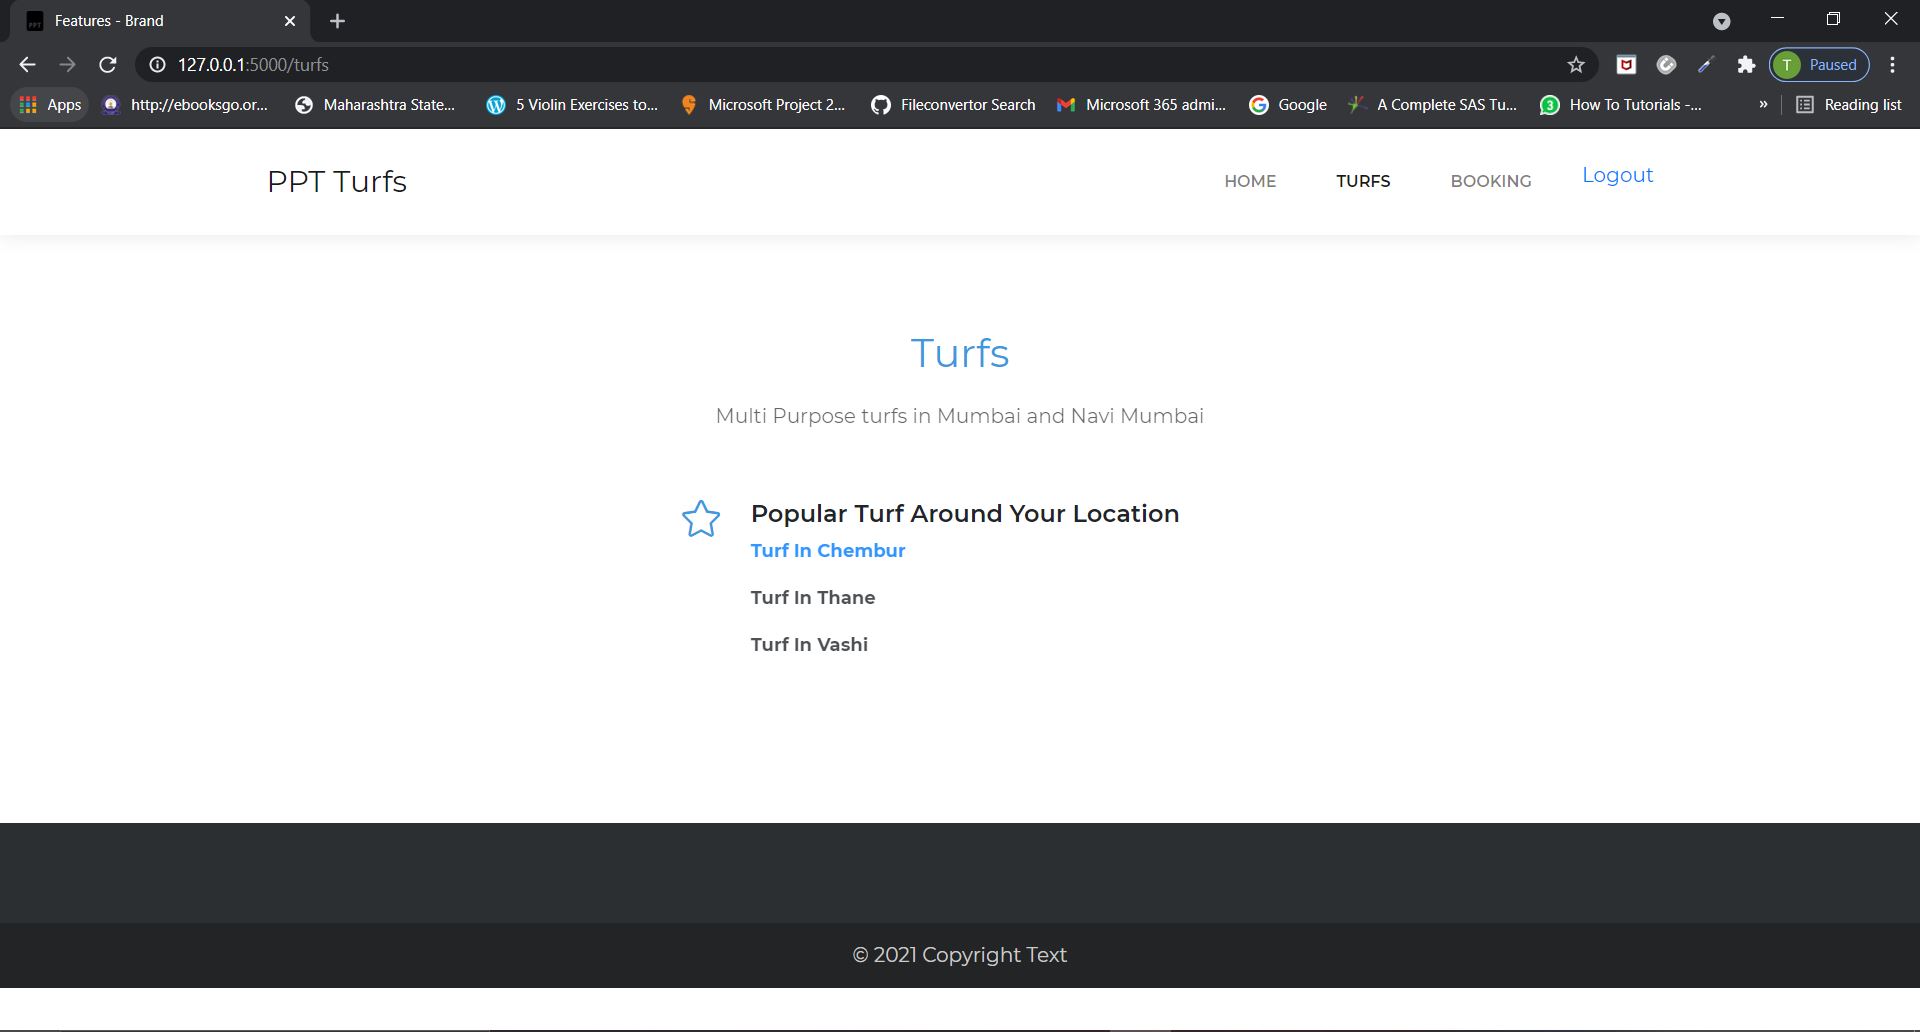 Features - Brand
127.0.0.1:5000/turfs
T Paused
Apps http://ebooksgo.or... Maharashtra State... 5 Violin Exercises to... Microsoft Project 2... Fileconvertor Search Microsoft 365 admi... Google A Complete SAS Tu... 3 How To Tutorials -... » Reading list
PPT Turfs HOME TURFS BOOKING Logout
Turfs
Multi Purpose turfs in Mumbai and Navi Mumbai
Popular Turf Around Your Location
Turf In Chembur
Turf In Thane
Turf In Vashi
© 2021 Copyright Text